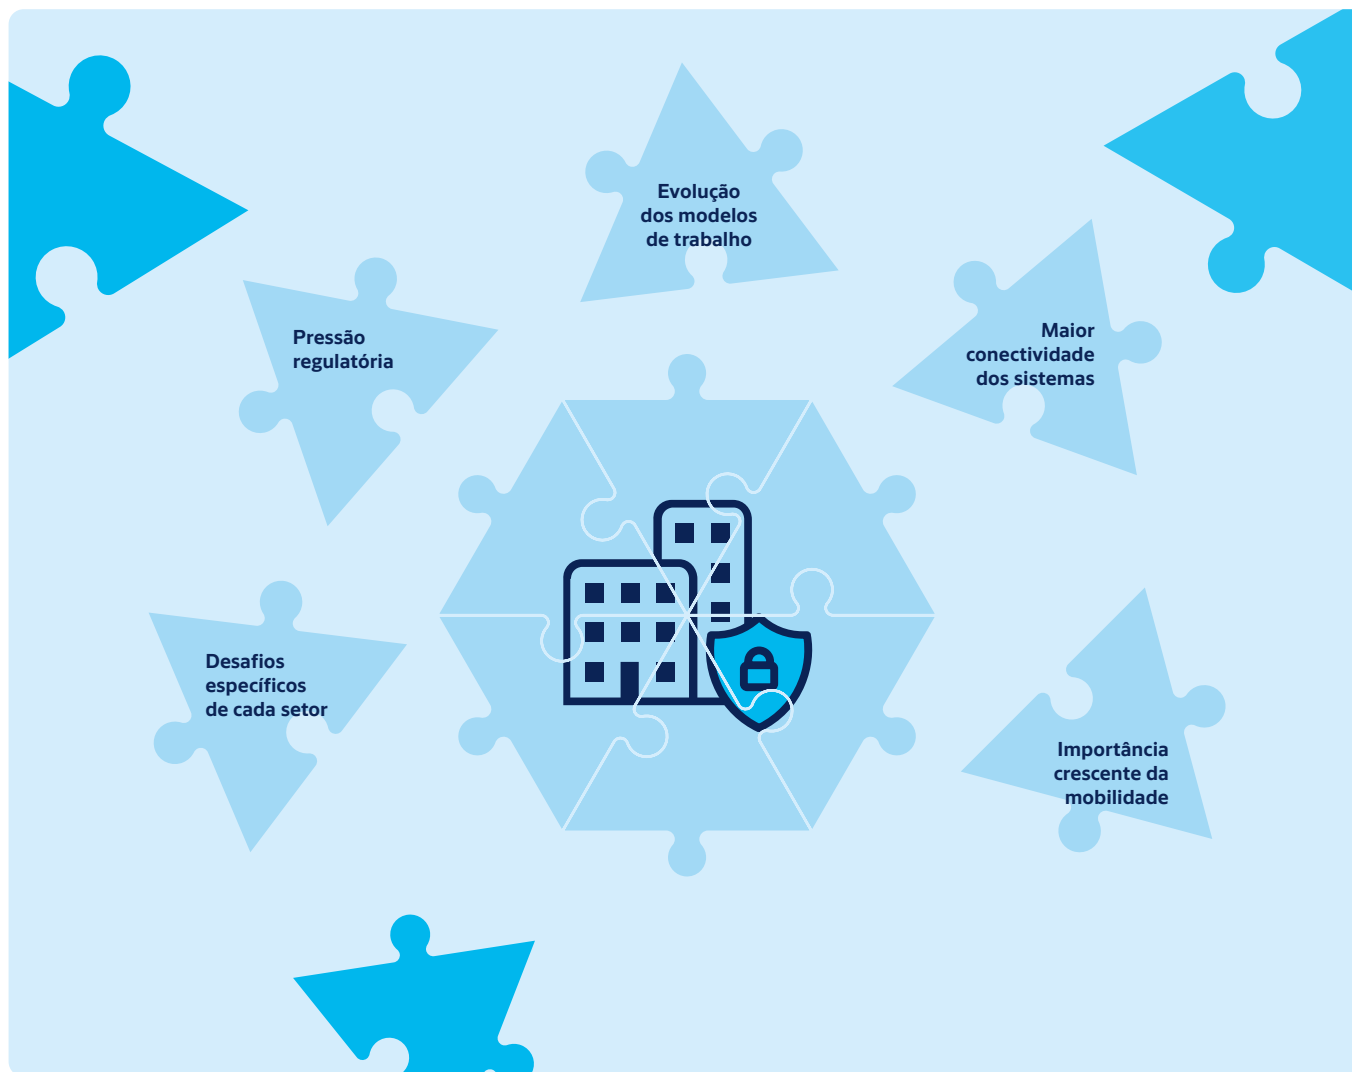 Evolução
dos modelos
de trabalho
Pressão
regulatória
Maior
conectividade
dos sistemas
Desafios
específicos
de cada setor
Importância
crescente da
mobilidade